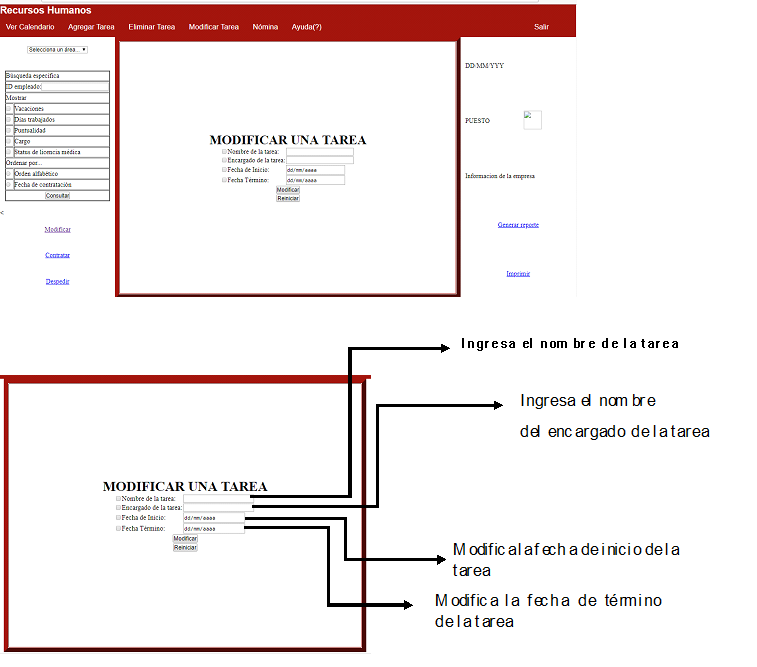 Recursos Humanos
Ver Calendario Agregar Tarea Eliminar Tarea Modificar Tarea Nómina Ayuda(?) Salir
Selecciona un área...
Búsqueda especifica
ID empleado:
Mostrar
Vacaciones
Días trabajados
Puntualidad
Cargo
Status de licencia médica
Ordenar por...
Orden alfabético
Fecha de contratación
Consultar
<
Modificar
Contratar
Despedir
MODIFICAR UNA TAREA
Nombre de la tarea:
Encargado de la tarea:
Fecha de Inicio: dd/mm/aaaa
Fecha Término: dd/mm/aaaa
Modificar
Reiniciar
DD/MM/YYY
PUESTO
Informacion de la empresa
Generar reporte
Imprimir
Ingresa el nombre de la tarea
Ingresa el nombre
del encargado de la tarea
MODIFICAR UNA TAREA
Nombre de la tarea:
Encargado de la tarea:
Fecha de Inicio: dd/mm/aaaa
Fecha Término: dd/mm/aaaa
Modificar
Reiniciar
Modifica la fecha de inicio de la
tarea
Modifica la fecha de término
de la tarea